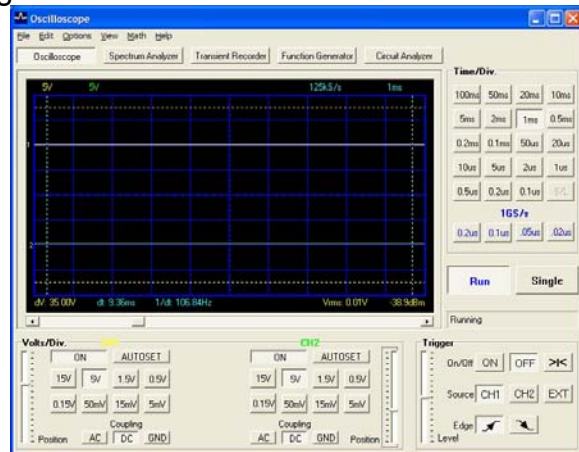 Oscilloscope
File Edit Options View Math Help
Oscilloscope Spectrum Analyzer Transient Recorder Function Generator Circuit Analyzer
5V 5V 125kS/s 1ms
1
2
dV: 35.00V dt: 9.36ms 1/dt: 106.84Hz Vrms: 0.01V -38.9dBm
Time/Div.
100ms 50ms 20ms 10ms
5ms 2ms 1ms 0.5ms
0.2ms 0.1ms 50us 20us
10us 5us 2us 1us
0.5us 0.2us 0.1us
1GS/s
0.2us 0.1us .05us .02us
Run Single
Running
Volts/Div.
ON AUTOSET
15V 5V 1.5V 0.5V
0.15V 50mV 15mV 5mV
Coupling
Position AC DC GND
CH2
ON AUTOSET
15V 5V 1.5V 0.5V
0.15V 50mV 15mV 5mV
Coupling
AC DC GND Position
Trigger
On/Off ON OFF
Source CH1 CH2 EXT
Edge
Level